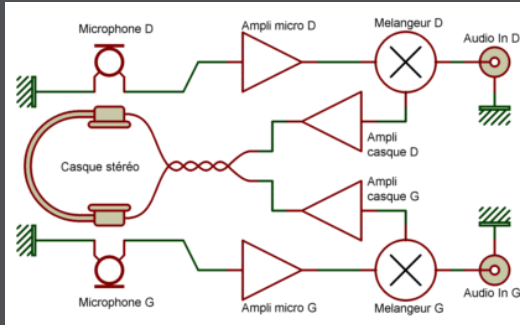 Microphone D
Ampli micro D
Melangeur D
Audio In D
Casque stéréo
Ampli
casque D
Ampli
casque G
Microphone G
Ampli micro G
Melangeur G
Audio In G